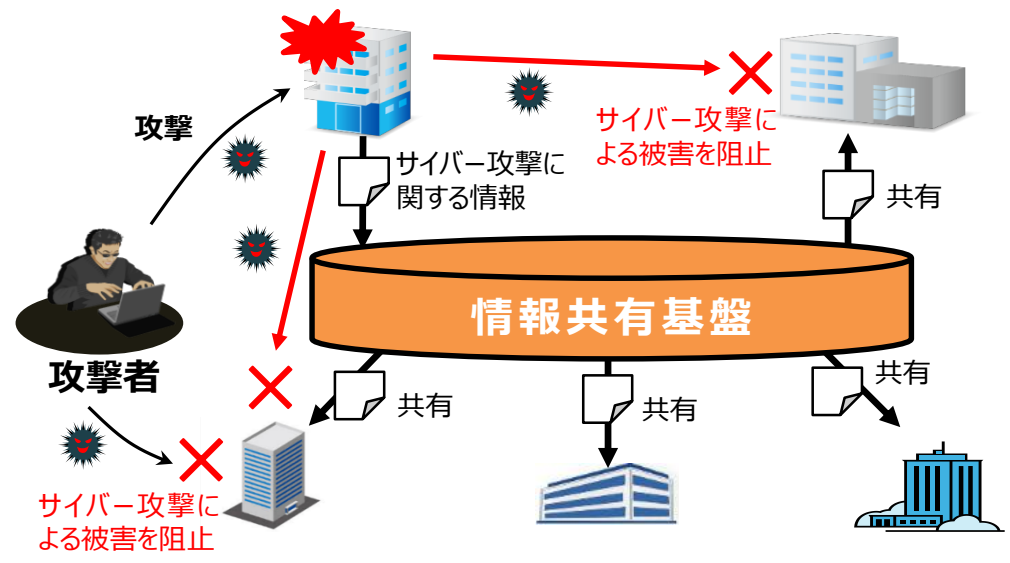 攻撃
サイバー攻撃に
よる被害を阻止
サイバー攻撃に
関する情報
共有
情報共有基盤
攻撃者
共有
共有
共有
サイバー攻撃に
よる被害を阻止